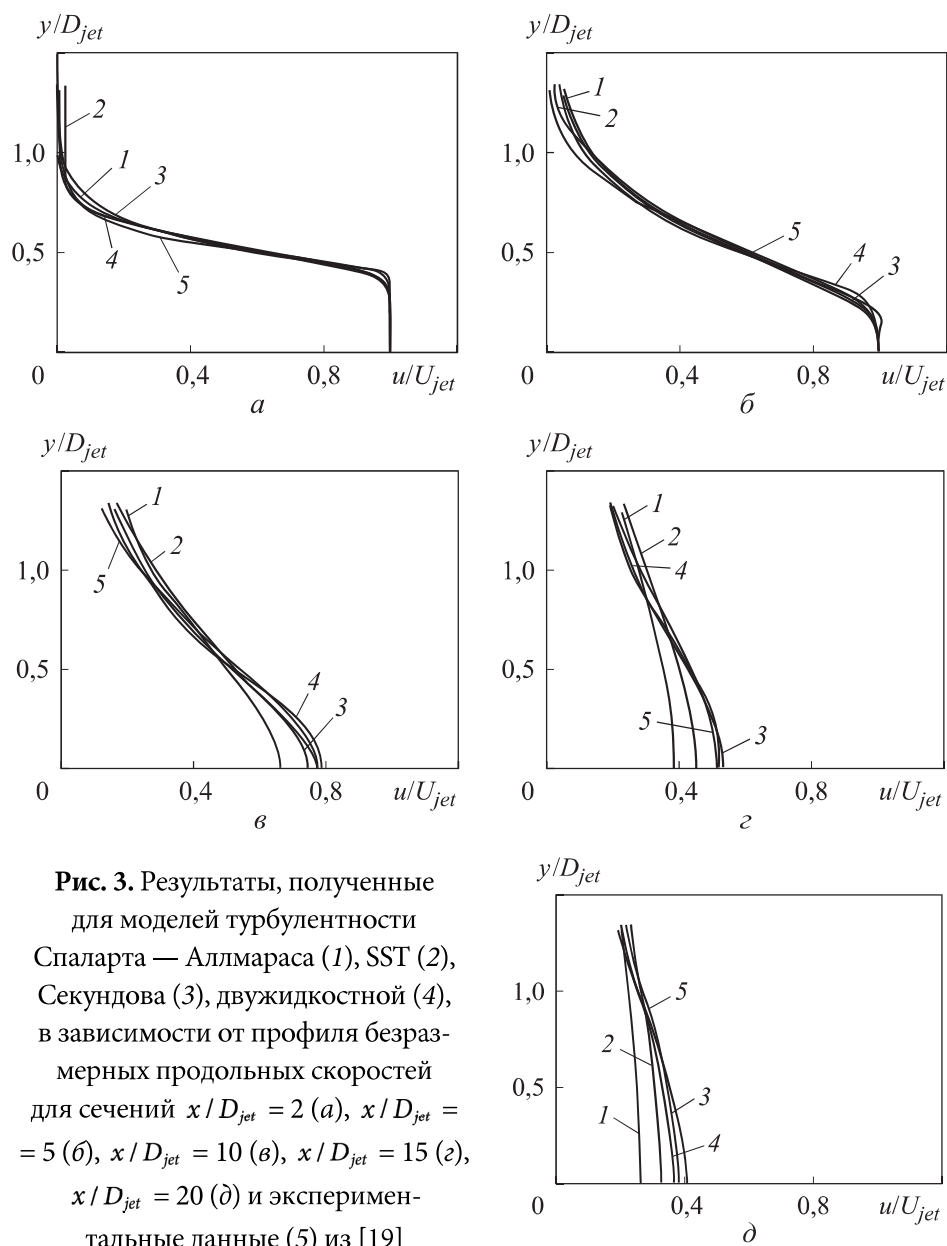 y/D_jet
y/D_jet
2
1
1,0
3
4
5
0,5
0
0,4
0,8
u/U_jet
а
1
2
1,0
5
4
3
0,5
0
0,4
0,8
u/U_jet
б
y/D_jet
y/D_jet
1
2
1,0
5
0,5
4
3
0
0,4
0,8
u/U_jet
в
1
2
1,0
4
0,5
5
3
0
0,4
0,8
u/U_jet
г
Рис. 3. Результаты, полученные
для моделей турбулентности
Спаларта — Аллмараса (1), SST (2),
Секундова (3), двужидкостной (4),
в зависимости от профиля безраз-
мерных продольных скоростей
для сечений x / D_jet = 2 (а), x / D_jet =
= 5 (б), x / D_jet = 10 (в), x / D_jet = 15 (г),
x / D_jet = 20 (д) и эксперимен-
тальные данные (5) из [19]
y/D_jet
1,0
5
2
0,5
3
1
4
0
0,4
0,8
u/U_jet
д